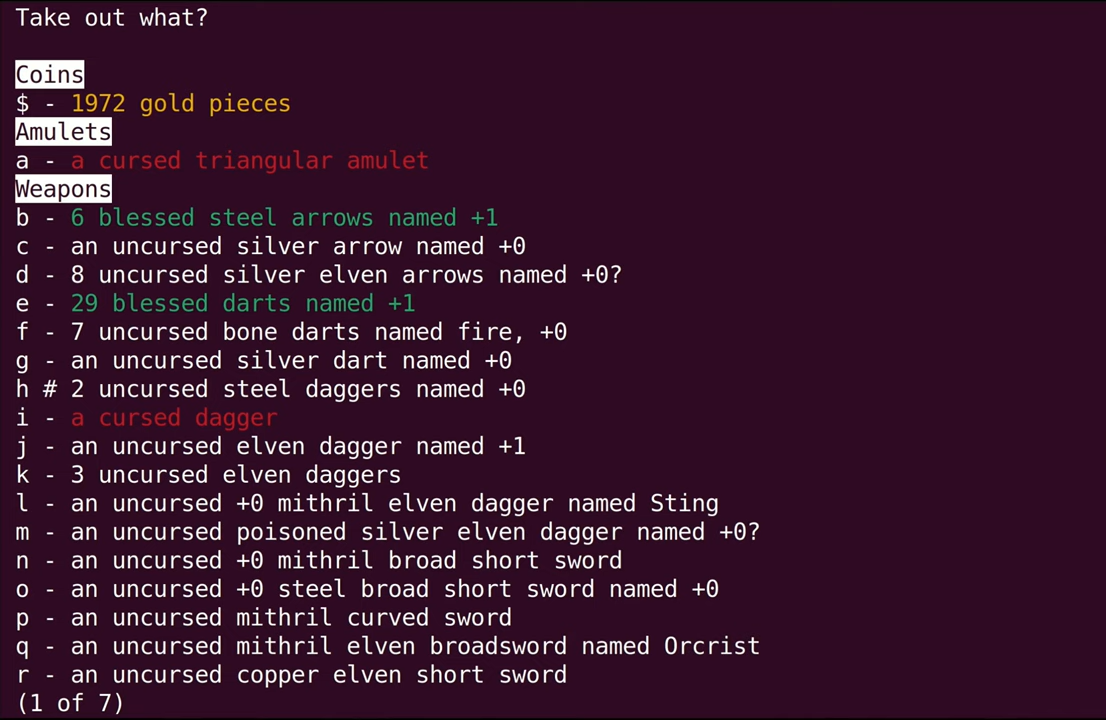 Take out what?
Coins
$ - 1972 gold pieces
Amulets
a - a cursed triangular amulet
Weapons
b - 6 blessed steel arrows named +1
c - an uncursed silver arrow named +0
d - 8 uncursed silver elven arrows named +0?
e - 29 blessed darts named +1
f - 7 uncursed bone darts named fire, +0
g - an uncursed silver dart named +0
h # 2 uncursed steel daggers named +0
i - a cursed dagger
j - an uncursed elven dagger named +1
k - 3 uncursed elven daggers
l - an uncursed +0 mithril elven dagger named Sting
m - an uncursed poisoned silver elven dagger named +0?
n - an uncursed +0 mithril broad short sword
o - an uncursed +0 steel broad short sword named +0
p - an uncursed mithril curved sword
q - an uncursed mithril elven broadsword named Orcrist
r - an uncursed copper elven short sword
(1 of 7)